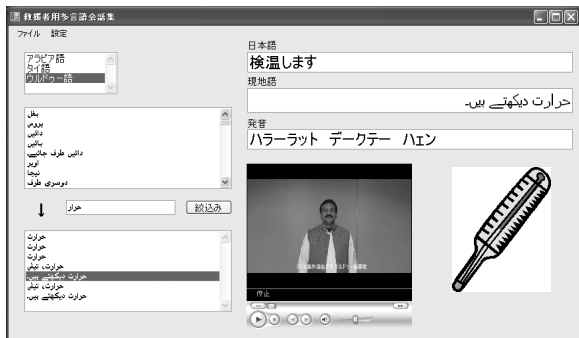 救援者用多言語会話集
ファイル 設定
アラビア語
タイ語
ウルドゥー語
بغل
پڑوس
دائیں
بائیں
دائیں طرف جائیے۔
اوپر
نیچا
دوسری طرف
↓ حرار 絞込み
حرارت
حرارت
حرارت
حرارت، تپش
حرارت دیکھتے ہیں۔
حرارت، تپش
حرارت دیکھتے ہیں۔
日本語
検温します
現地語
حرارت دیکھتے ہیں۔
発音
ハラーラット デークテー ハェン
停止